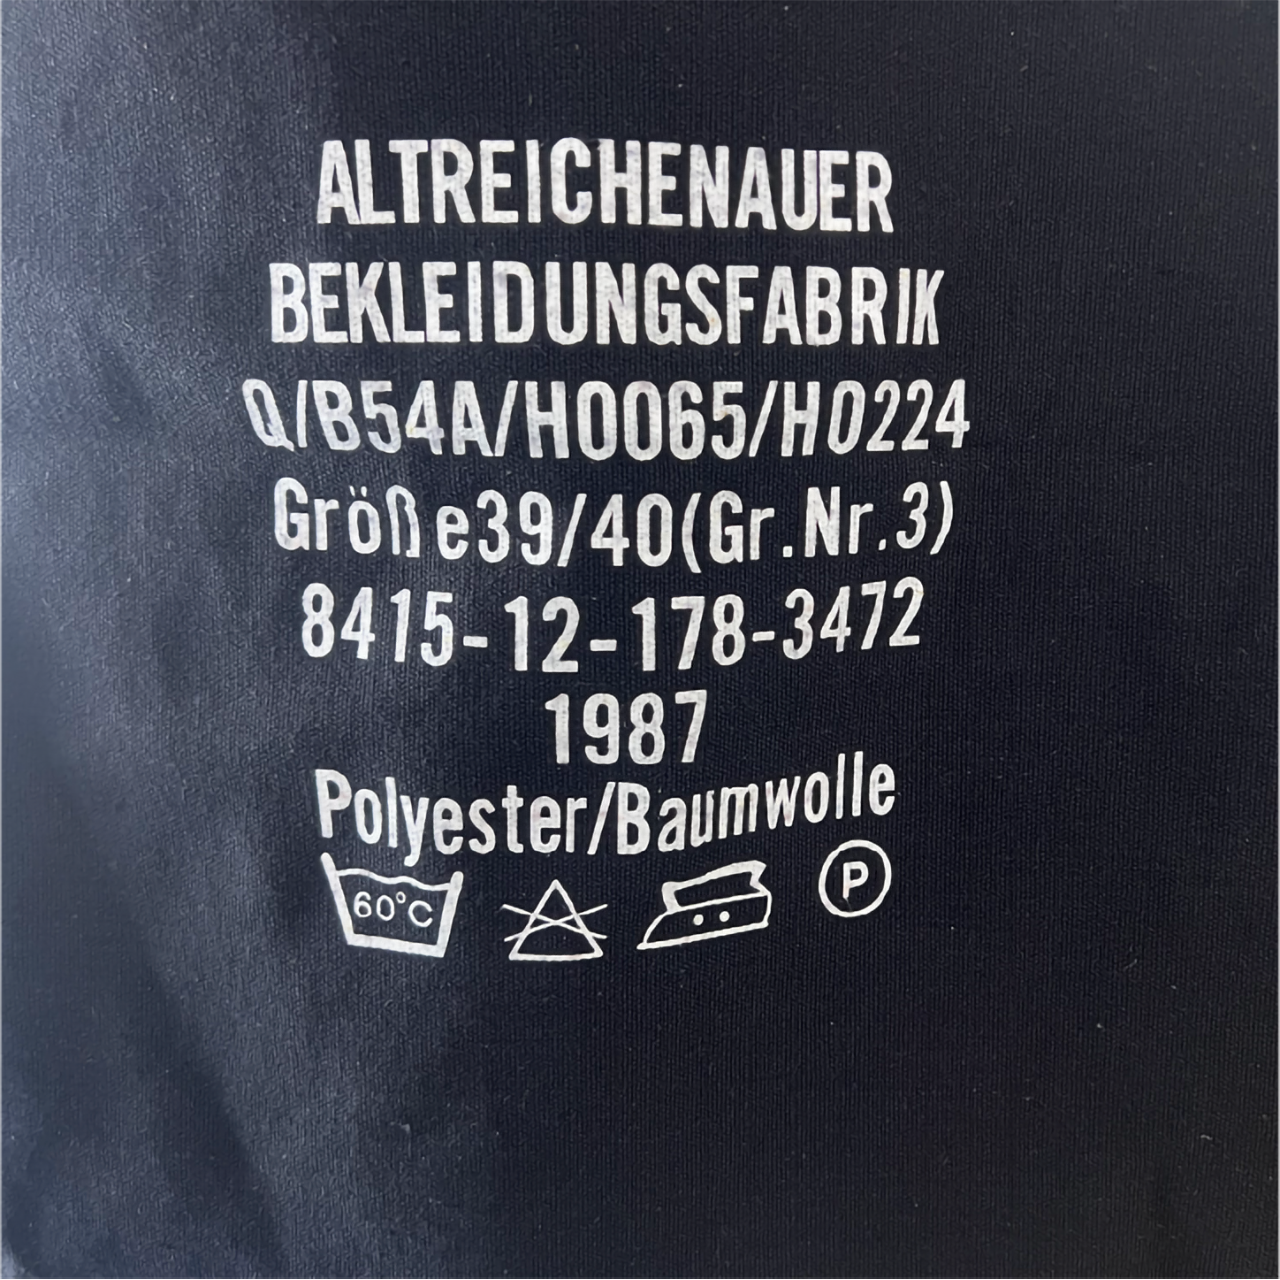 ALTREICHENAUER
BEKLEIDUNGSFABRIK
Q/B54A/H0065/H0224
Größe39/40(Gr.Nr.3)
8415-12-178-3472
1987
Polyester/Baumwolle
60°C P